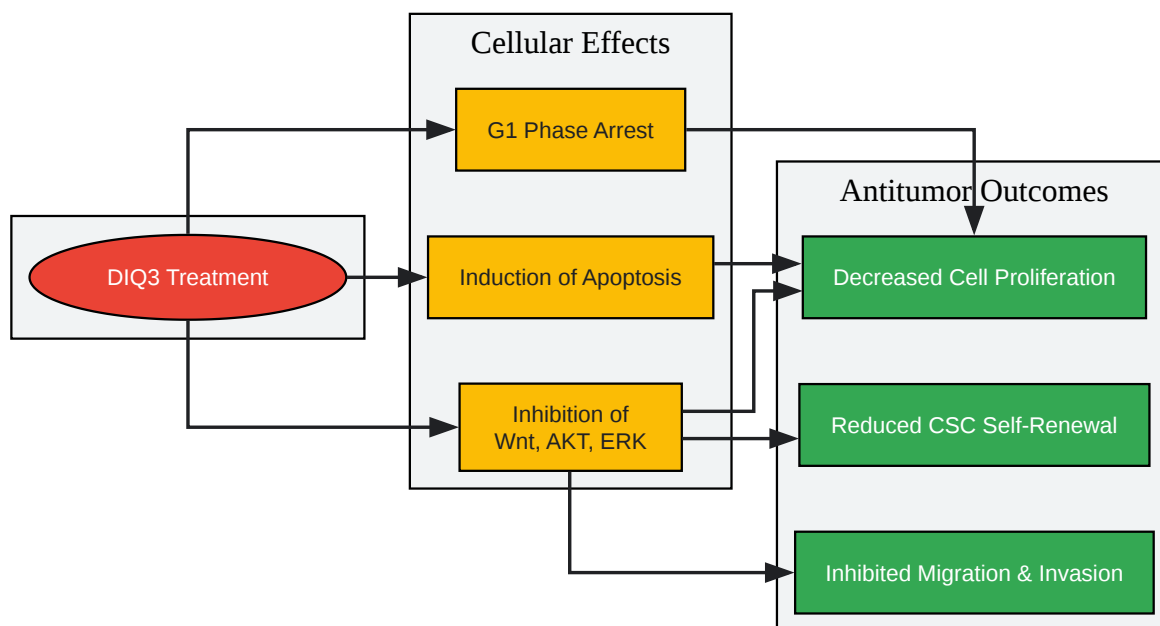 Cellular Effects
G1 Phase Arrest
Antitumor Outcomes
DIQ3 Treatment
Induction of Apoptosis
Decreased Cell Proliferation
Inhibition of
Wnt, AKT, ERK
Reduced CSC Self-Renewal
Inhibited Migration & Invasion